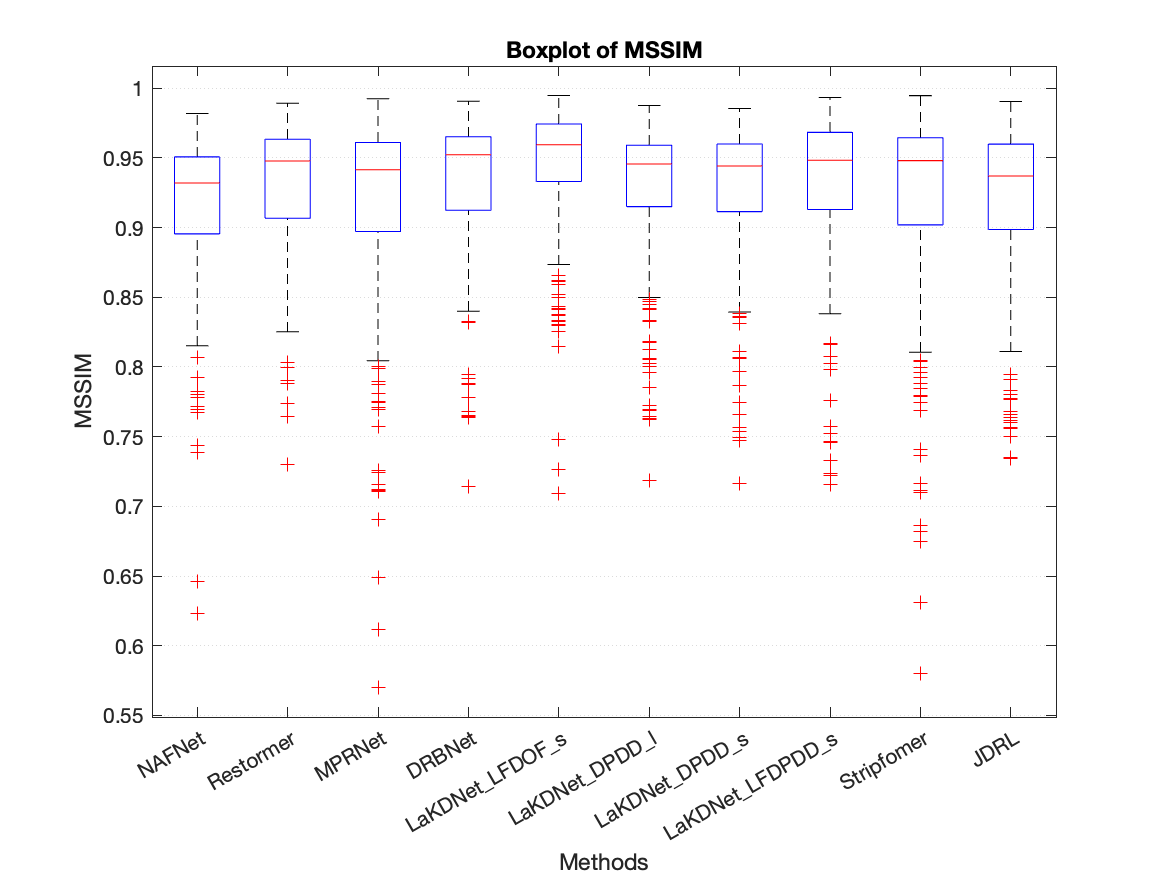 Boxplot of MSSIM
1
0.95
0.9
0.85
0.8
0.75
0.7
0.65
0.6
0.55
MSSIM
NAFNet
Restormer
MPRNet
DRBNet
LaKDNet_LFDOF_s
LaKDNet_DPDD_l
LaKDNet_DPDD_s
LaKDNet_LFDPDD_s
Stripfomer
JDRL
Methods